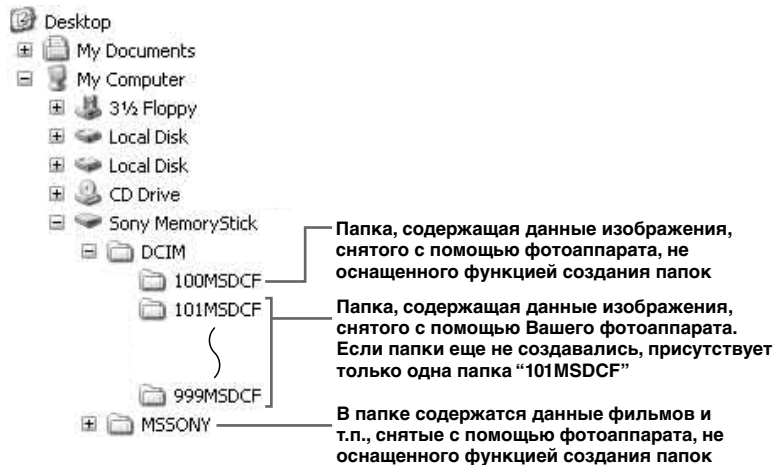 Desktop
My Documents
My Computer
3½ Floppy
Local Disk
Local Disk
CD Drive
Sony MemoryStick
DCIM
100MSDCF
101MSDCF
999MSDCF
MSSONY
Папка, содержащая данные изображения,
снятого с помощью фотоаппарата, не
оснащенного функцией создания папок
Папка, содержащая данные изображения,
снятого с помощью Вашего фотоаппарата.
Если папки еще не создавались, присутствует
только одна папка “101MSDCF”
В папке содержатся данные фильмов и
т.п., снятые с помощью фотоаппарата, не
оснащенного функцией создания папок